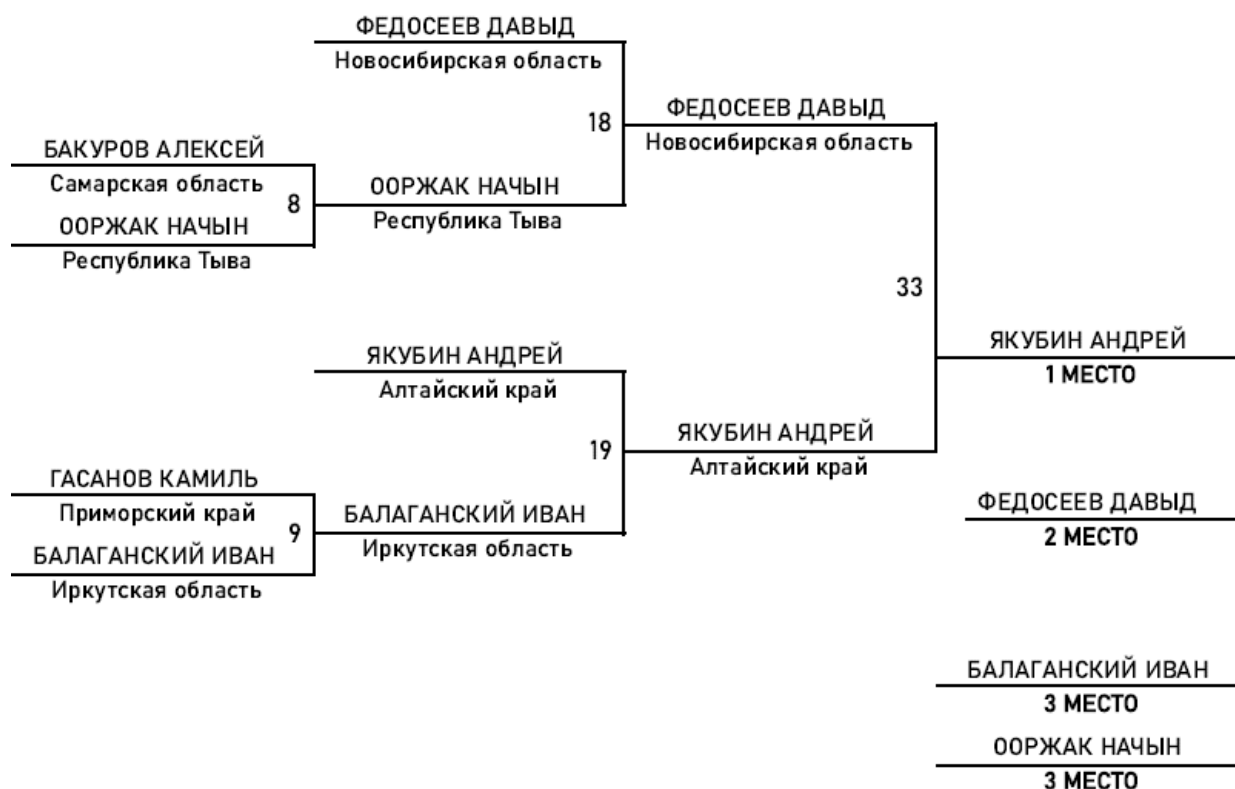 ФЕДОСЕЕВ ДАВЫД
Новосибирская область
18
ФЕДОСЕЕВ ДАВЫД
Новосибирская область
БАКУРОВ АЛЕКСЕЙ
Самарская область
8
ООРЖАК НАЧЫН
Республика Тыва
ООРЖАК НАЧЫН
Республика Тыва
33
ЯКУБИН АНДРЕЙ
1 МЕСТО
ЯКУБИН АНДРЕЙ
Алтайский край
19
ЯКУБИН АНДРЕЙ
Алтайский край
ГАСАНОВ КАМИЛЬ
Приморский край
9
БАЛАГАНСКИЙ ИВАН
Иркутская область
БАЛАГАНСКИЙ ИВАН
Иркутская область
ФЕДОСЕЕВ ДАВЫД
2 МЕСТО
БАЛАГАНСКИЙ ИВАН
3 МЕСТО
ООРЖАК НАЧЫН
3 МЕСТО